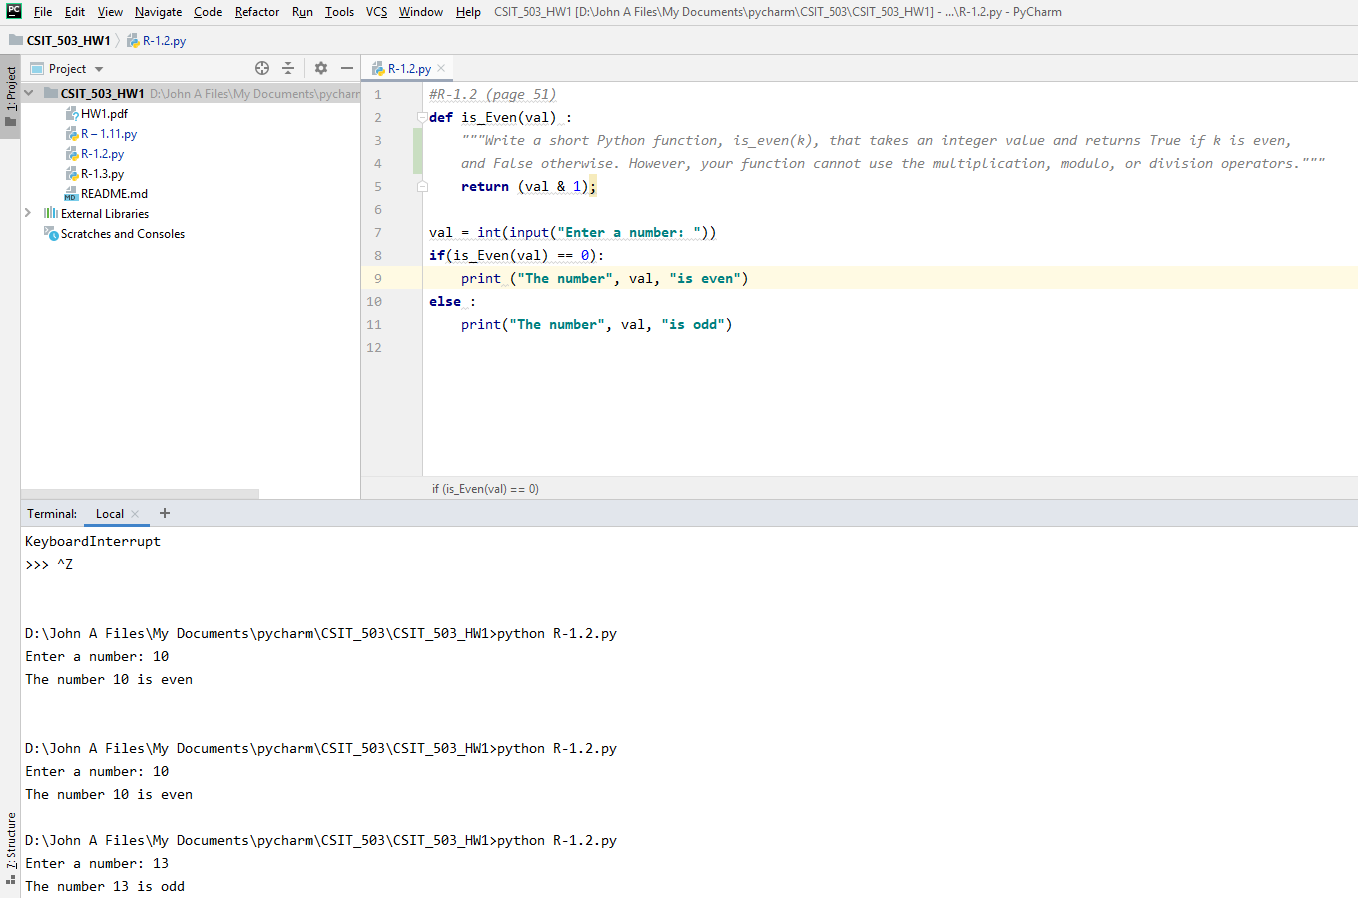 PC File Edit View Navigate Code Refactor Run Tools VCS Window Help CSIT_503_HW1 [D:\John A Files\My Documents\pycharm\CSIT_503\CSIT_503_HW1] - ...\R-1.2.py - PyCharm
CSIT_503_HW1 R-1.2.py
1: Project
Project
CSIT_503_HW1 D:\John A Files\My Documents\pycharm
HW1.pdf
R – 1.11.py
R-1.2.py
R-1.3.py
README.md
External Libraries
Scratches and Consoles
R-1.2.py
1 #R-1.2 (page 51)
2 def is_Even(val) :
3 """Write a short Python function, is_even(k), that takes an integer value and returns True if k is even,
4 and False otherwise. However, your function cannot use the multiplication, modulo, or division operators."""
5 return (val & 1);
6
7 val = int(input("Enter a number: "))
8 if(is_Even(val) == 0):
9 print ("The number", val, "is even")
10 else :
11 print("The number", val, "is odd")
12
if (is_Even(val) == 0)
Terminal: Local +
KeyboardInterrupt
>>> ^Z
D:\John A Files\My Documents\pycharm\CSIT_503\CSIT_503_HW1>python R-1.2.py
Enter a number: 10
The number 10 is even
D:\John A Files\My Documents\pycharm\CSIT_503\CSIT_503_HW1>python R-1.2.py
Enter a number: 10
The number 10 is even
D:\John A Files\My Documents\pycharm\CSIT_503\CSIT_503_HW1>python R-1.2.py
Enter a number: 13
The number 13 is odd
7: Structure